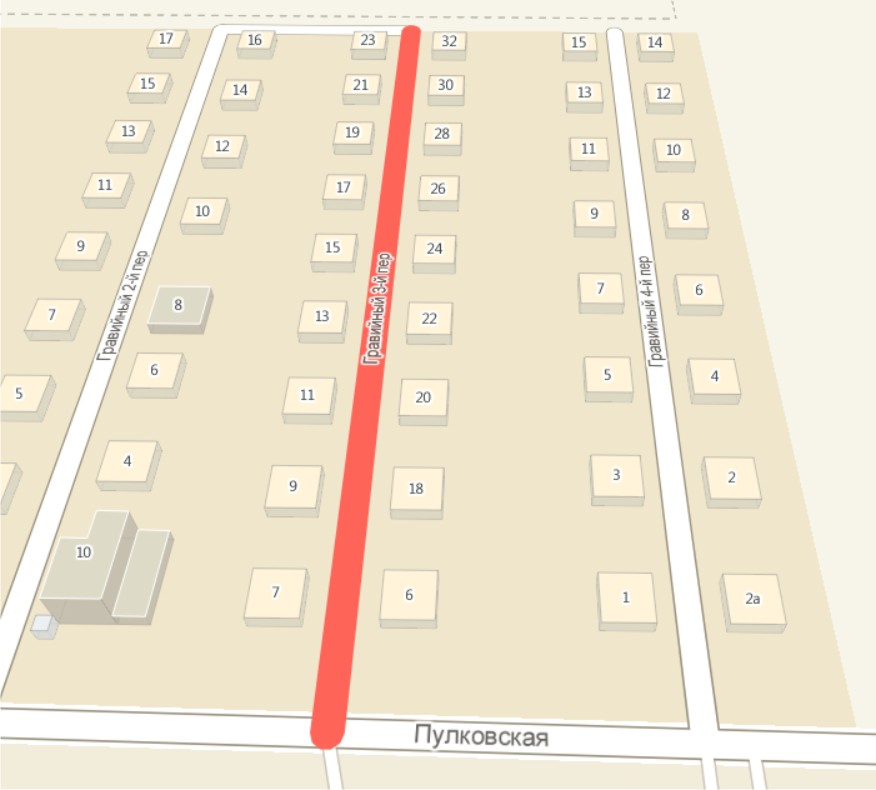 17 16 23 32 15 14
15 14 21 30 13 12
13 12 19 28 11 10
11 10 17 26 9 8
9 15 24 7 6
7 8 13 22
Гравийный 2-й пер
Гравийный 3-й пер
Гравийный 4-й пер
5 6 11 20 5 4
4 9 18 3 2
10 7 6 1 2а
Пулковская